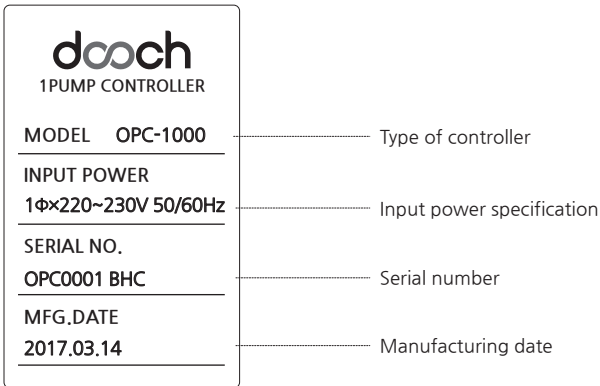 dooch
1PUMP CONTROLLER
MODEL OPC-1000
Type of controller
INPUT POWER
1Φ×220~230V 50/60Hz
Input power specification
SERIAL NO.
OPC0001 BHC
Serial number
MFG.DATE
2017.03.14
Manufacturing date